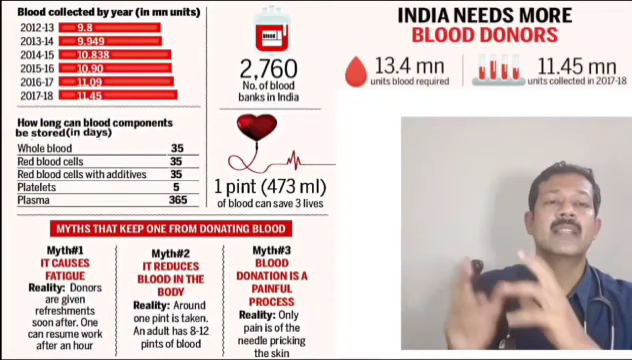 Blood collected by year (in mn units)
2012-13 9.8
2013-14 9.949
2014-15 10.838
2015-16 10.90
2016-17 11.09
2017-18 11.45
How long can blood components
be stored(in days)
Whole blood 35
Red blood cells 35
Red blood cells with additives 35
Platelets 5
Plasma 365
2,760
No. of blood
banks in India
1 pint (473 ml)
of blood can save 3 lives
MYTHS THAT KEEP ONE FROM DONATING BLOOD
Myth#1
IT CAUSES
FATIGUE
Reality: Donors
are given
refreshments
soon after. One
can resume work
after an hour
Myth#2
IT REDUCES
BLOOD IN THE
BODY
Reality: Around
one pint is taken.
An adult has 8-12
pints of blood
Myth#3
BLOOD
DONATION IS A
PAINFUL
PROCESS
Reality: Only
pain is of the
needle pricking
the skin
INDIA NEEDS MORE
BLOOD DONORS
13.4 mn
units blood required
11.45 mn
units collected in 2017-18